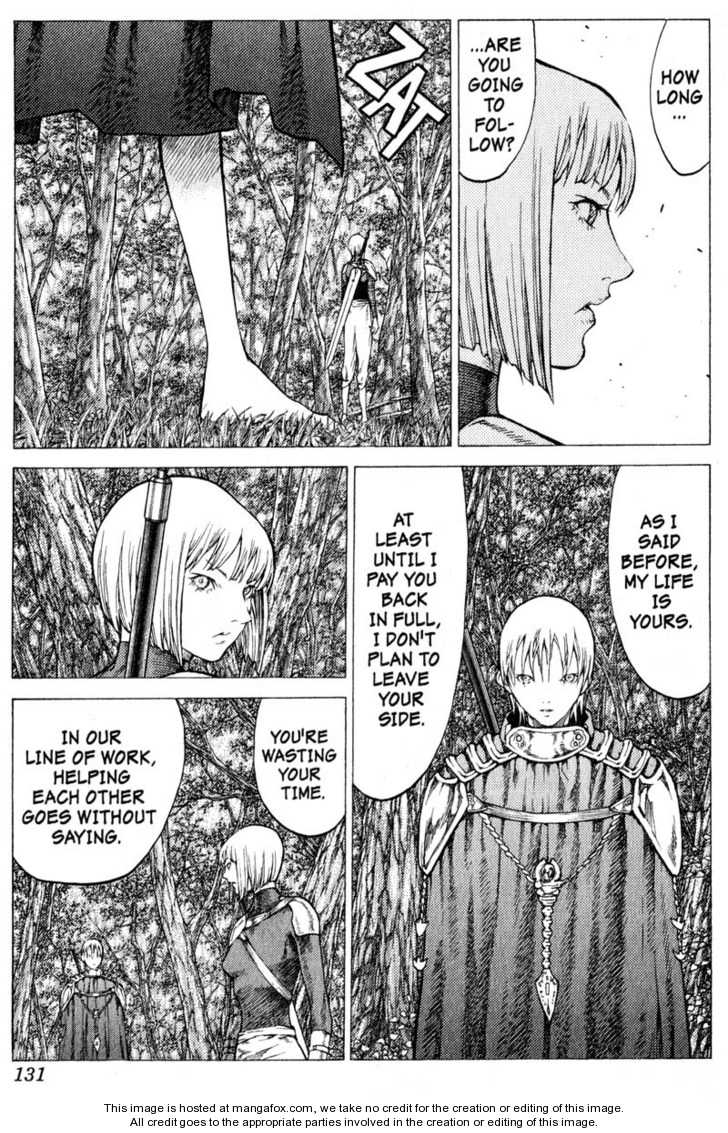 HOW
LONG
...
...ARE
YOU
GOING
TO
FOL-
LOW?
ZAT
AS I
SAID
BEFORE,
MY LIFE
IS
YOURS.
AT
LEAST
UNTIL I
PAY YOU
BACK
IN FULL,
I DON'T
PLAN TO
LEAVE
YOUR
SIDE.
YOU'RE
WASTING
YOUR
TIME.
IN OUR
LINE OF WORK,
HELPING
EACH OTHER
GOES WITHOUT
SAYING.
131
This image is hosted at mangafox.com, we take no credit for the creation or editing of this image.
All credit goes to the appropriate parties involved in the creation or editing of this image.